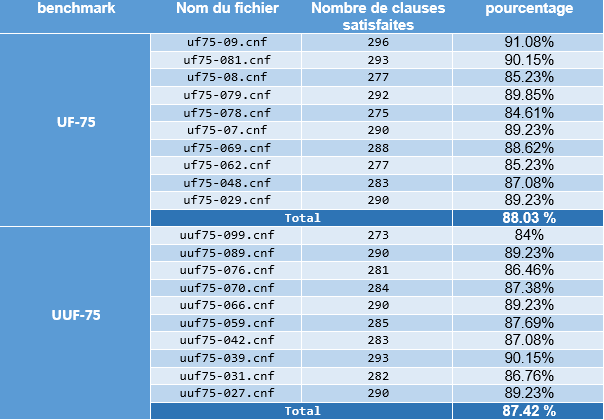 benchmark Nom du fichier Nombre de clauses satisfaites pourcentage
UF-75
uf75-09.cnf 296 91.08%
uf75-081.cnf 293 90.15%
uf75-08.cnf 277 85.23%
uf75-079.cnf 292 89.85%
uf75-078.cnf 275 84.61%
uf75-07.cnf 290 89.23%
uf75-069.cnf 288 88.62%
uf75-062.cnf 277 85.23%
uf75-048.cnf 283 87.08%
uf75-029.cnf 290 89.23%
Total 88.03 %
UUF-75
uuf75-099.cnf 273 84%
uuf75-089.cnf 290 89.23%
uuf75-076.cnf 281 86.46%
uuf75-070.cnf 284 87.38%
uuf75-066.cnf 290 89.23%
uuf75-059.cnf 285 87.69%
uuf75-042.cnf 283 87.08%
uuf75-039.cnf 293 90.15%
uuf75-031.cnf 282 86.76%
uuf75-027.cnf 290 89.23%
Total 87.42 %